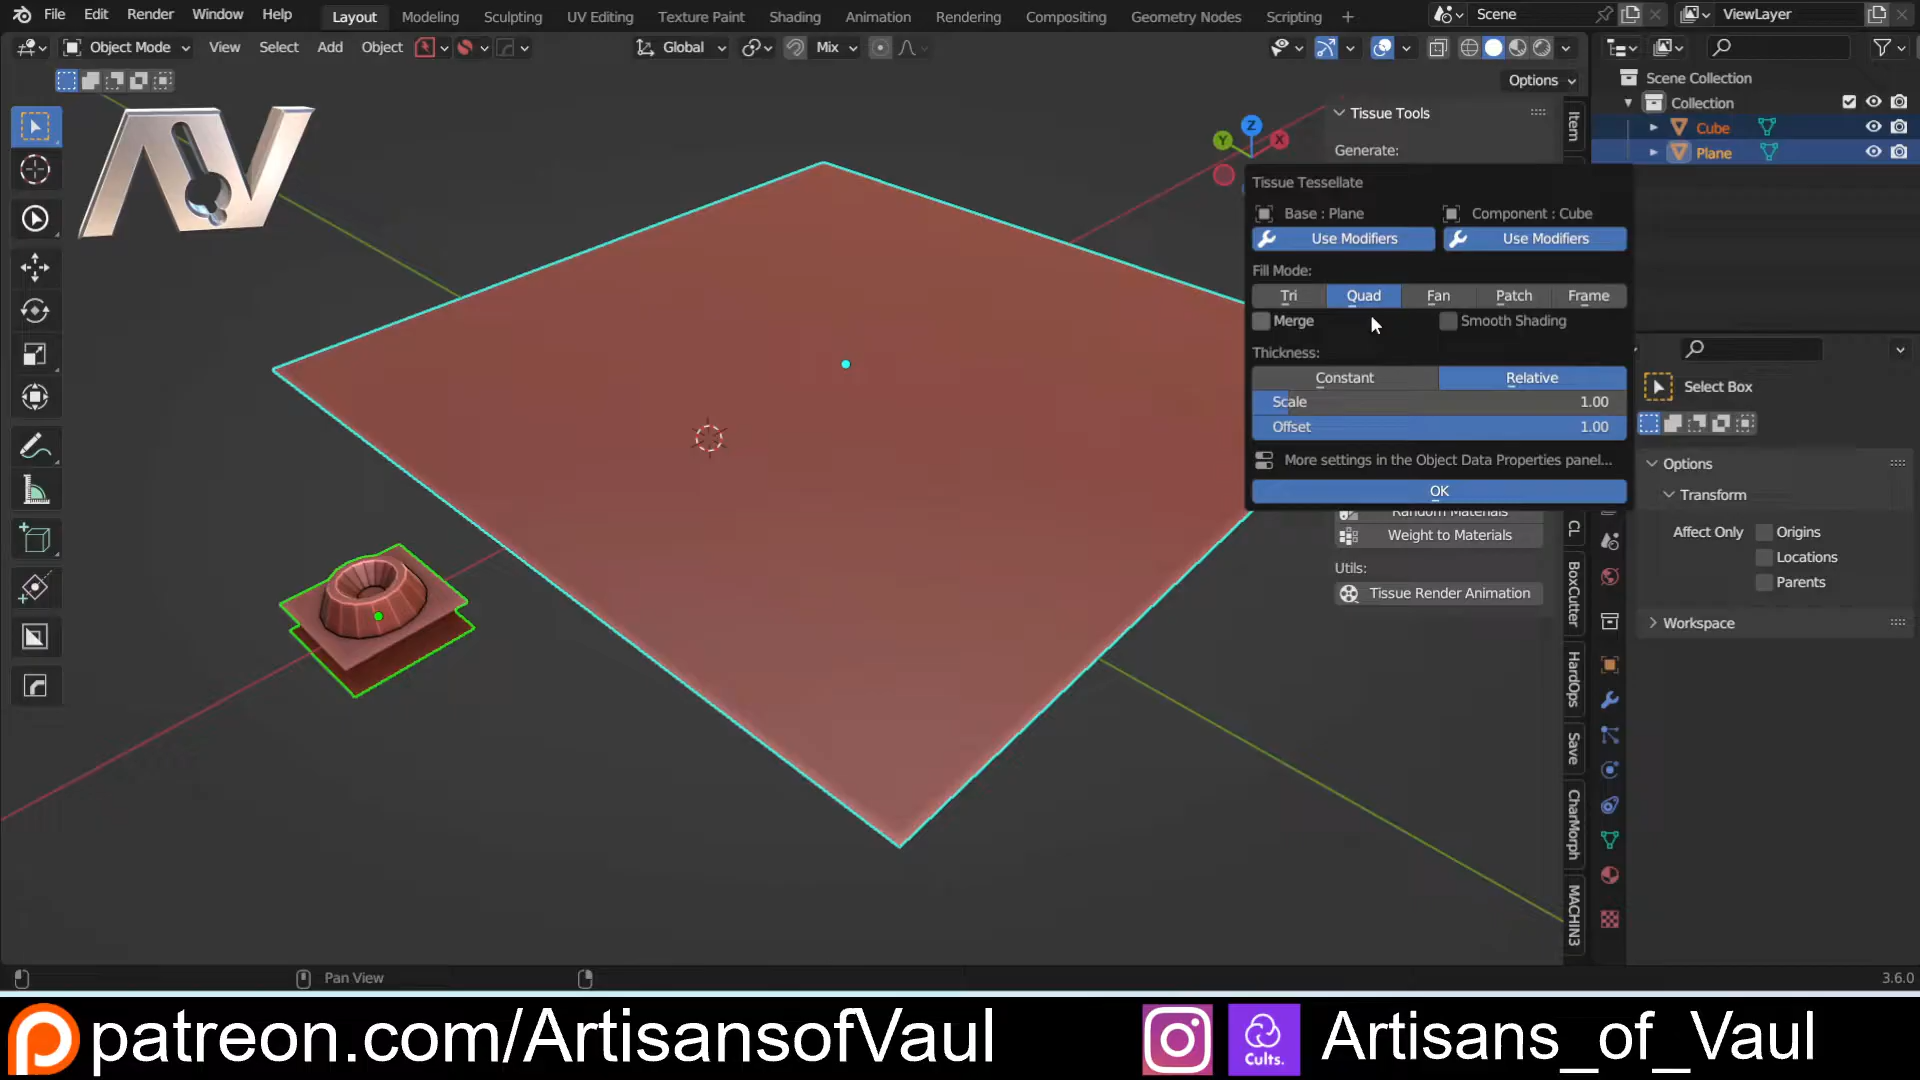 File Edit Render Window Help Layout Modeling Sculpting UV Editing Texture Paint Shading Animation Rendering Compositing Geometry Nodes Scripting + Scene ViewLayer
Object Mode View Select Add Object Global Mix
Options
Tissue Tools
Generate:
Item
Scene Collection
Collection
Cube
Plane
Tissue Tessellate
Base : Plane Component : Cube
Use Modifiers Use Modifiers
Fill Mode:
Tri Quad Fan Patch Frame
Merge Smooth Shading
Thickness:
Constant Relative
Scale 1.00
Offset 1.00
More settings in the Object Data Properties panel...
OK
Random Materials
Weight to Materials
Utils:
Tissue Render Animation
CL
BoxCutter
HardOps
Save
CharMorph
MACHIN3
Select Box
Options
Transform
Affect Only Origins
Locations
Parents
Workspace
Z
Y
X
AV
Pan View
3.6.0
patreon.com/ArtisansofVaul
Cults.
Artisans_of_Vaul